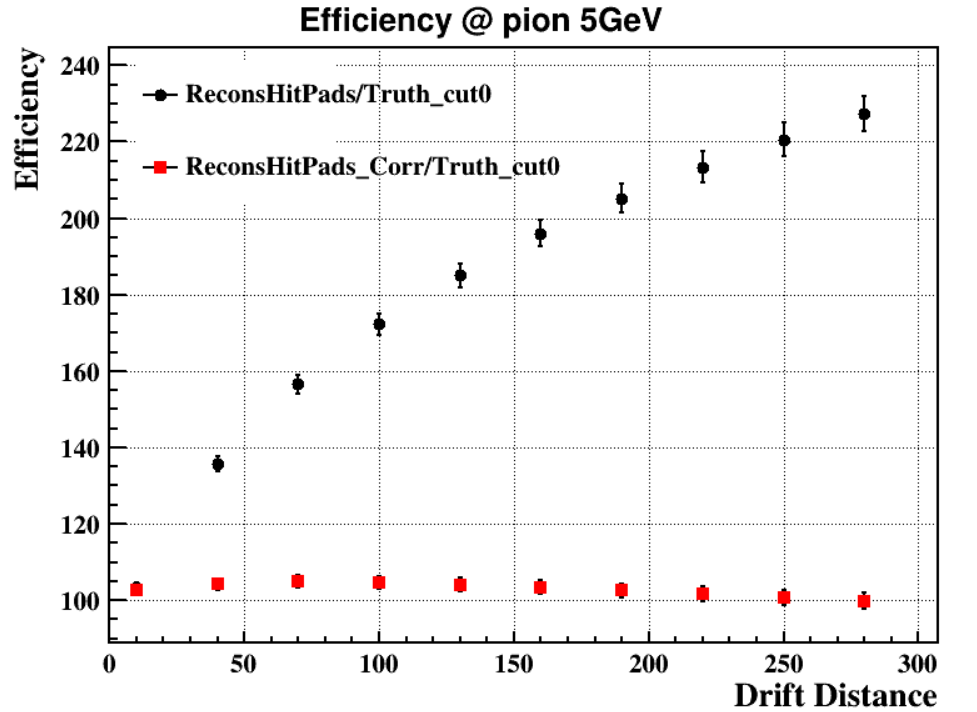 Efficiency @ pion 5GeV
Efficiency
240
220
200
180
160
140
120
100
ReconsHitPads/Truth_cut0
ReconsHitPads_Corr/Truth_cut0
0 50 100 150 200 250 300
Drift Distance